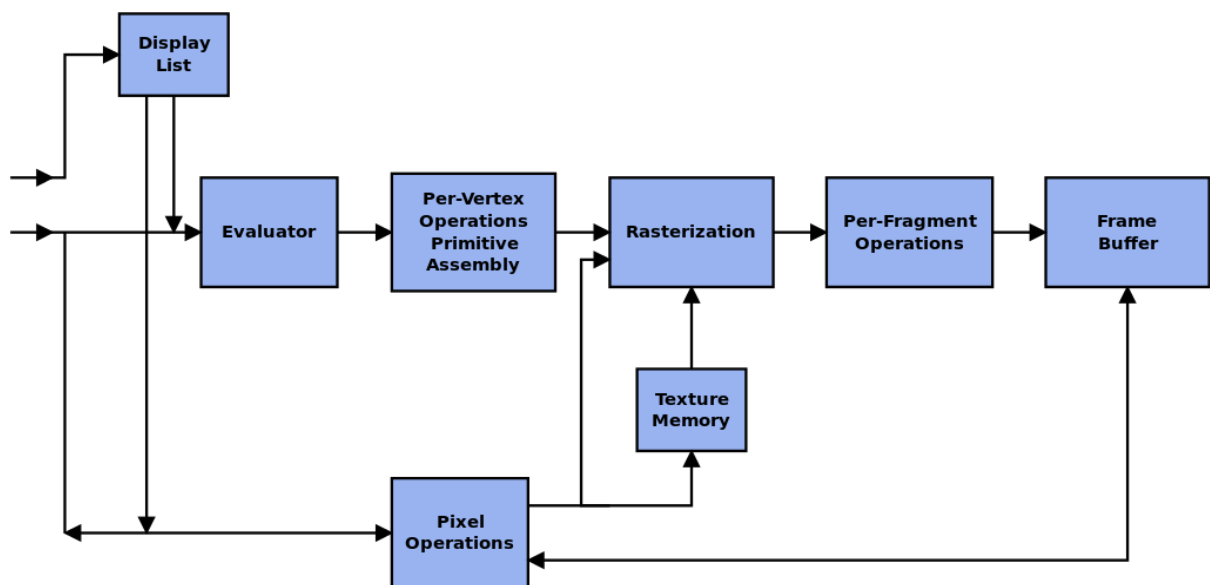 Display
List
Evaluator
Per-Vertex
Operations
Primitive
Assembly
Rasterization
Per-Fragment
Operations
Frame
Buffer
Texture
Memory
Pixel
Operations